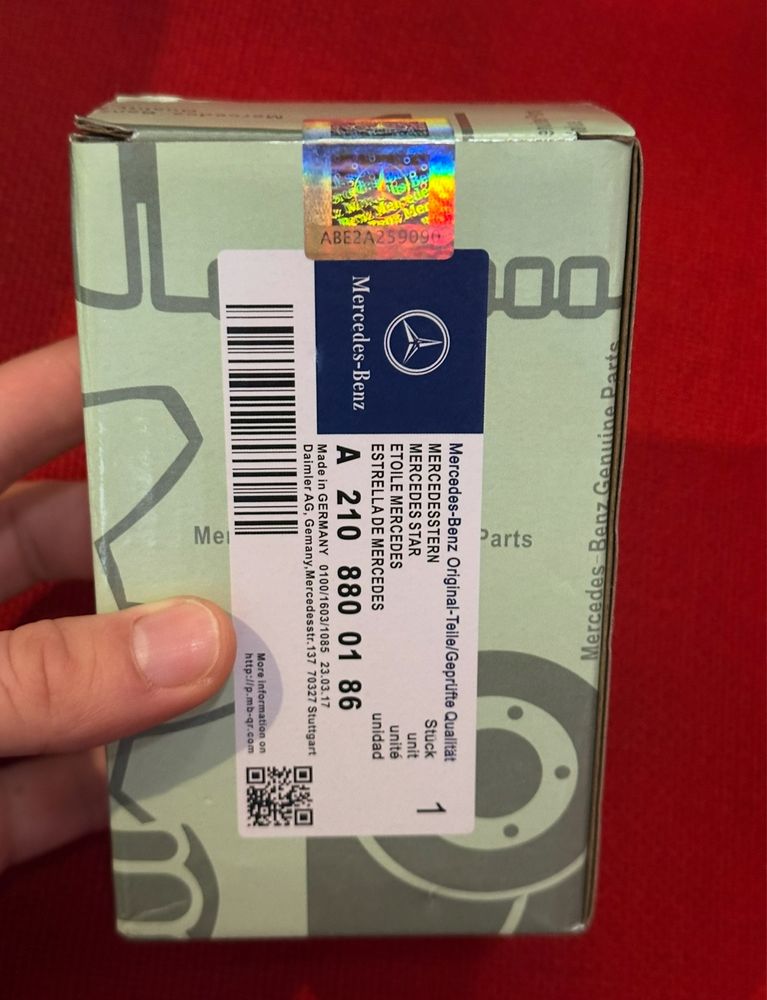 ABE2A259090
Mercedes-Benz
Mercedes-Benz Original-Teile/Geprüfte Qualität
MERCEDESSTERN
MERCEDES STAR
ETOILE MERCEDES
ESTRELLA DE MERCEDES
Stück
unit
unité
unidad
1
A 210 880 01 86
Made in GERMANY 0100/1603/1085 23.03.17
Daimler AG, Gemany,Mercedesstr.137 70327 Stuttgart
More information on
http://p.mb-qr.com
Parts
Mercedes-Benz Genuine Parts